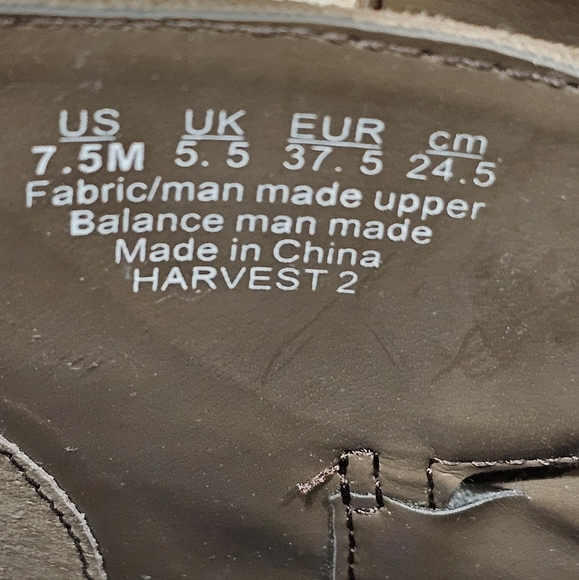 US UK EUR cm
7.5M 5.5 37.5 24.5
Fabric/man made upper
Balance man made
Made in China
HARVEST 2